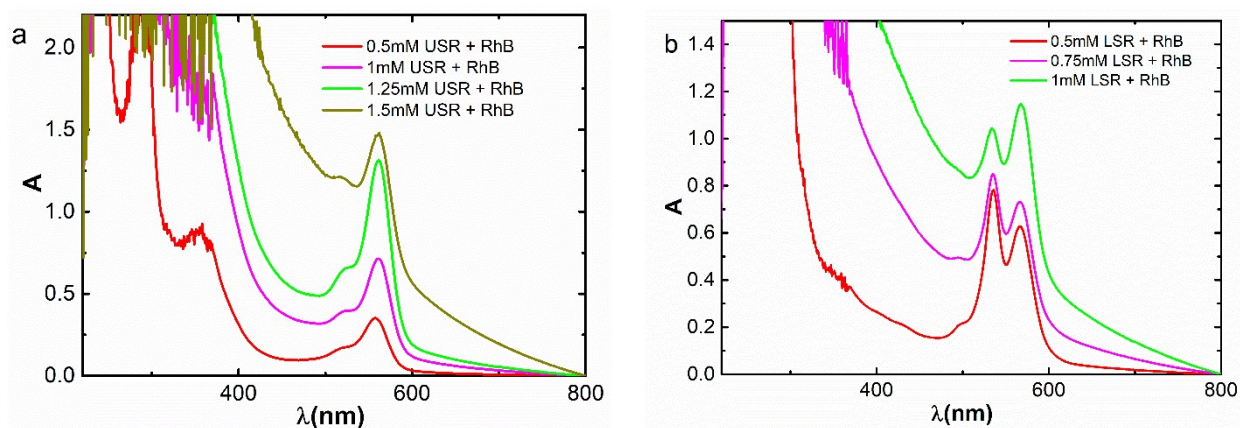 a
2.0
1.5
1.0
0.5
0.0
A
0.5mM USR + RhB
1mM USR + RhB
1.25mM USR + RhB
1.5mM USR + RhB
400
600
800
λ(nm)
b
1.4
1.2
1.0
0.8
0.6
0.4
0.2
0.0
A
0.5mM LSR + RhB
0.75mM LSR + RhB
1mM LSR + RhB
400
600
800
λ(nm)